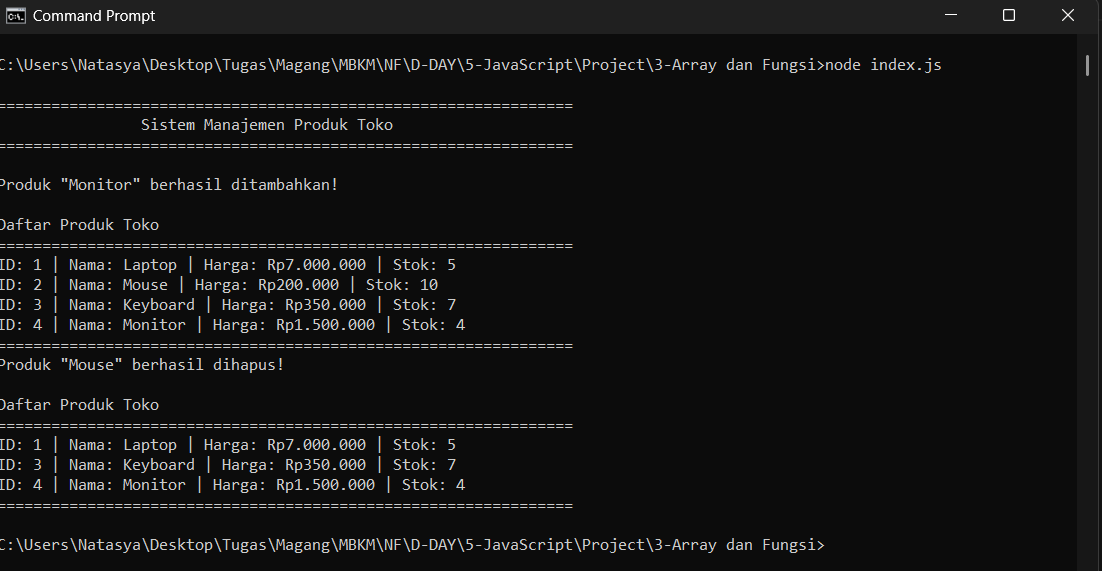 Command Prompt
C:\Users\Natasya\Desktop\Tugas\Magang\MBKM\NF\D-DAY\5-JavaScript\Project\3-Array dan Fungsi>node index.js
================================================================
Sistem Manajemen Produk Toko
================================================================
Produk "Monitor" berhasil ditambahkan!
Daftar Produk Toko
================================================================
ID: 1 | Nama: Laptop | Harga: Rp7.000.000 | Stok: 5
ID: 2 | Nama: Mouse | Harga: Rp200.000 | Stok: 10
ID: 3 | Nama: Keyboard | Harga: Rp350.000 | Stok: 7
ID: 4 | Nama: Monitor | Harga: Rp1.500.000 | Stok: 4
================================================================
Produk "Mouse" berhasil dihapus!
Daftar Produk Toko
================================================================
ID: 1 | Nama: Laptop | Harga: Rp7.000.000 | Stok: 5
ID: 3 | Nama: Keyboard | Harga: Rp350.000 | Stok: 7
ID: 4 | Nama: Monitor | Harga: Rp1.500.000 | Stok: 4
================================================================
C:\Users\Natasya\Desktop\Tugas\Magang\MBKM\NF\D-DAY\5-JavaScript\Project\3-Array dan Fungsi>